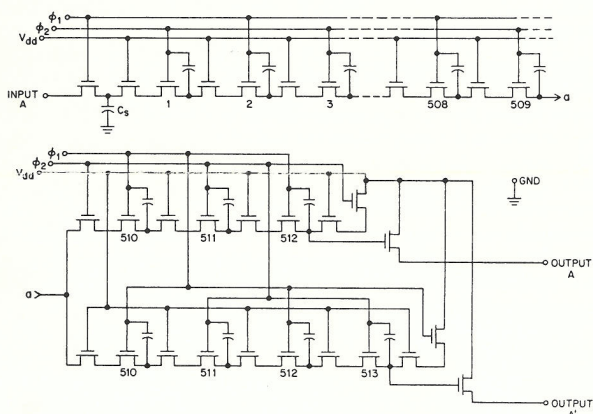 ϕ1
ϕ2
Vdd
INPUT A
Cs
1 2 3 508 509
a
ϕ1
ϕ2
Vdd
GND
510 511 512
OUTPUT A
a
510 511 512 513
OUTPUT A'